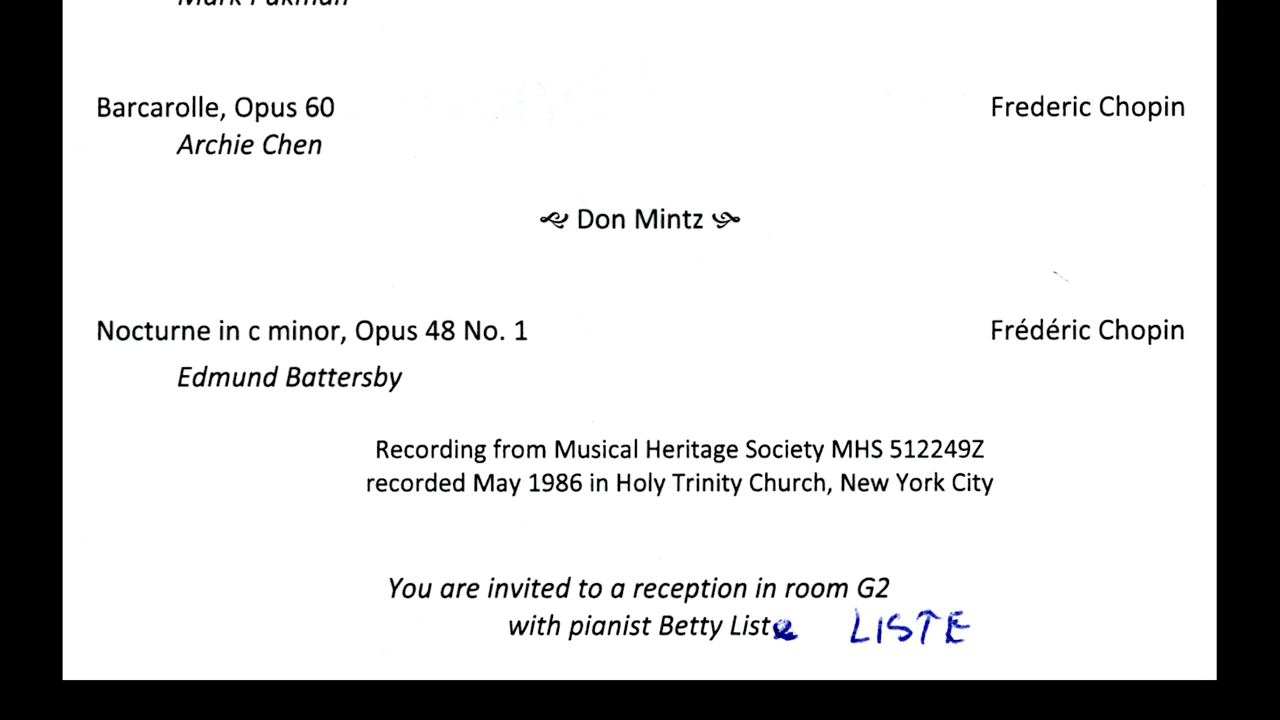 Barcarolle, Opus 60 Frederic Chopin
Archie Chen
Don Mintz
Nocturne in c minor, Opus 48 No. 1 Frédéric Chopin
Edmund Battersby
Recording from Musical Heritage Society MHS 512249Z
recorded May 1986 in Holy Trinity Church, New York City
You are invited to a reception in room G2
with pianist Betty Liste LISTE